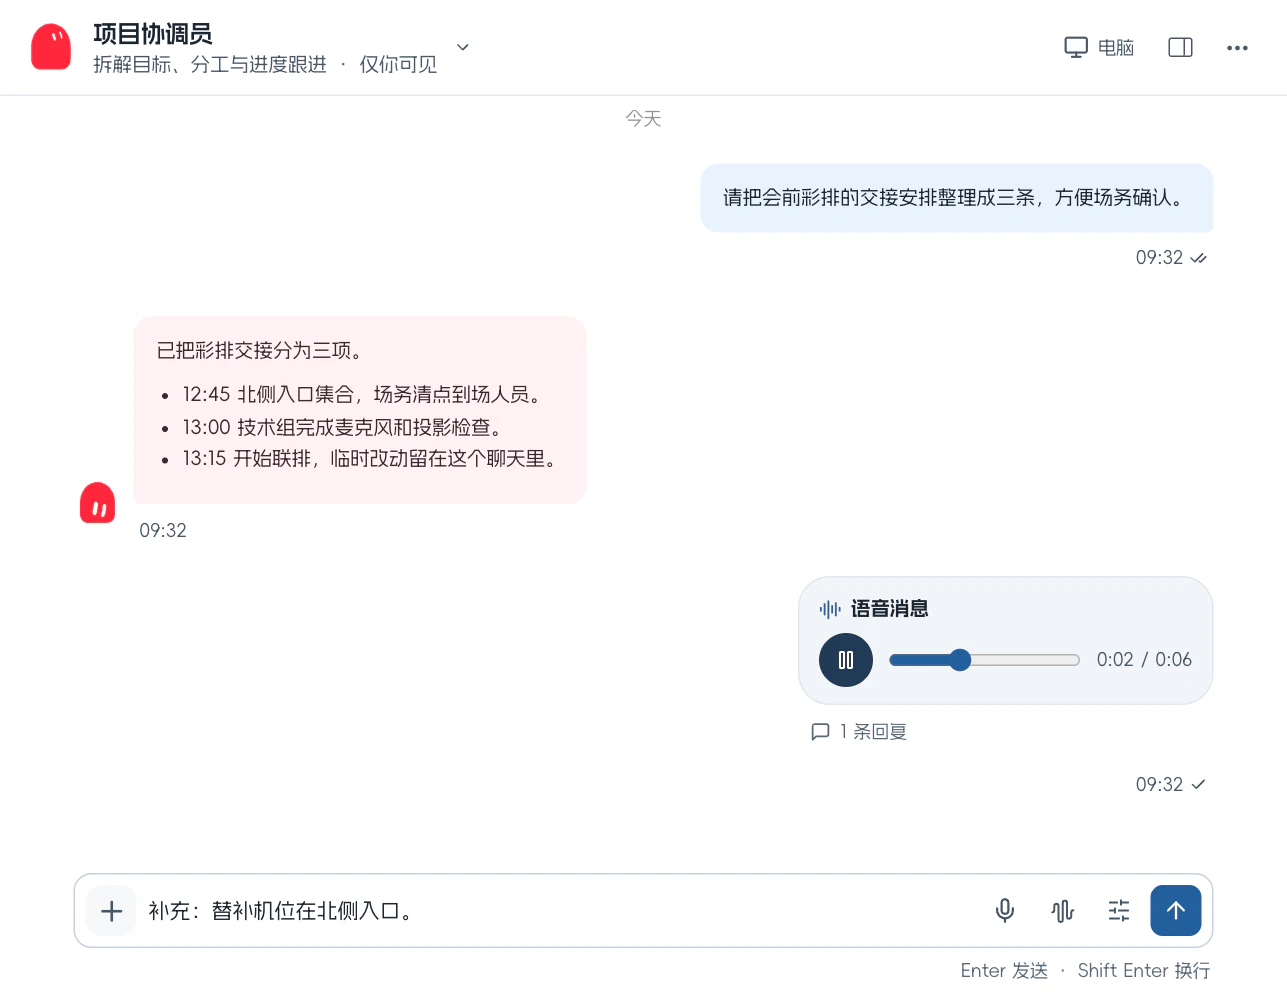 项目协调员
拆解目标、分工与进度跟进 · 仅你可见
电脑
今天
请把会前彩排的交接安排整理成三条，方便场务确认。
09:32
已把彩排交接分为三项。
• 12:45 北侧入口集合，场务清点到场人员。
• 13:00 技术组完成麦克风和投影检查。
• 13:15 开始联排，临时改动留在这个聊天里。
09:32
语音消息
0:02 / 0:06
1 条回复
09:32
补充：替补机位在北侧入口。
Enter 发送 · Shift Enter 换行